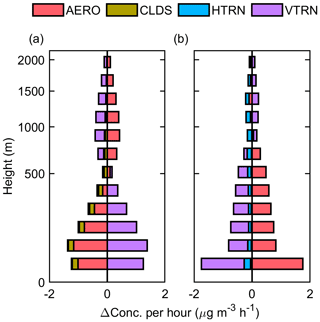 AERO CLDS HTRN VTRN
(a) (b)
2000
1500
1000
500
0
Height (m)
-2 0 2 -2 0 2
ΔConc. per hour (μg m⁻³ h⁻¹)